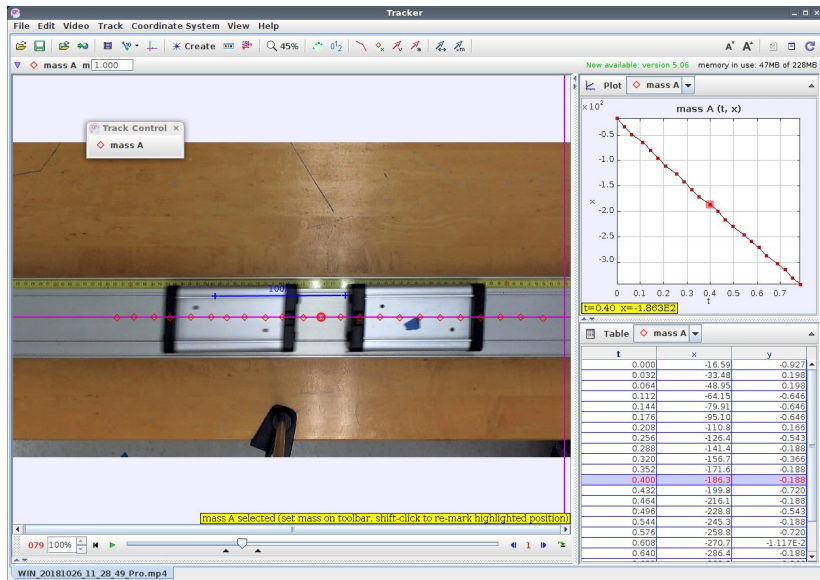 Tracker
File Edit Video Track Coordinate System View Help
Create 45%
mass A m 1.000
Now available: version 5.06 memory in use: 47MB of 228MB
Track Control ×
mass A
100.
mass A selected (set mass on toolbar, shift-click to re-mark highlighted position)
079 100% 1
WIN_20181026_11_28_49_Pro.mp4
Plot mass A
×10²
mass A (t, x)
-0.5
-1.0
-1.5
x
-2.0
-2.5
-3.0
0 0.1 0.2 0.3 0.4 0.5 0.6 0.7
t
t=0.40 x=-1.863E2
Table mass A
t x y
0.000 -16.59 -0.927
0.032 -33.48 0.198
0.064 -48.95 0.198
0.112 -64.15 -0.646
0.144 -79.91 -0.646
0.176 -95.10 -0.646
0.208 -110.8 0.166
0.256 -126.4 -0.543
0.288 -141.4 -0.188
0.320 -156.7 -0.366
0.352 -171.6 -0.188
0.400 -186.3 -0.188
0.432 -199.8 -0.720
0.464 -216.1 -0.188
0.496 -228.8 -0.543
0.544 -245.3 -0.188
0.576 -258.8 -0.720
0.608 -270.7 -1.117E-2
0.640 -286.4 -0.188